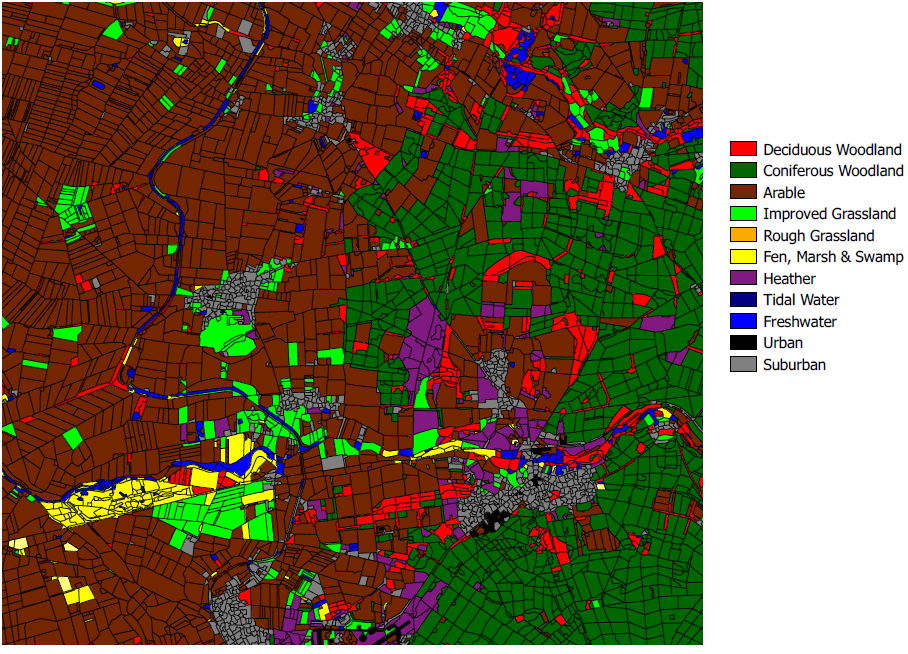 Deciduous Woodland
Coniferous Woodland
Arable
Improved Grassland
Rough Grassland
Fen, Marsh & Swamp
Heather
Tidal Water
Freshwater
Urban
Suburban